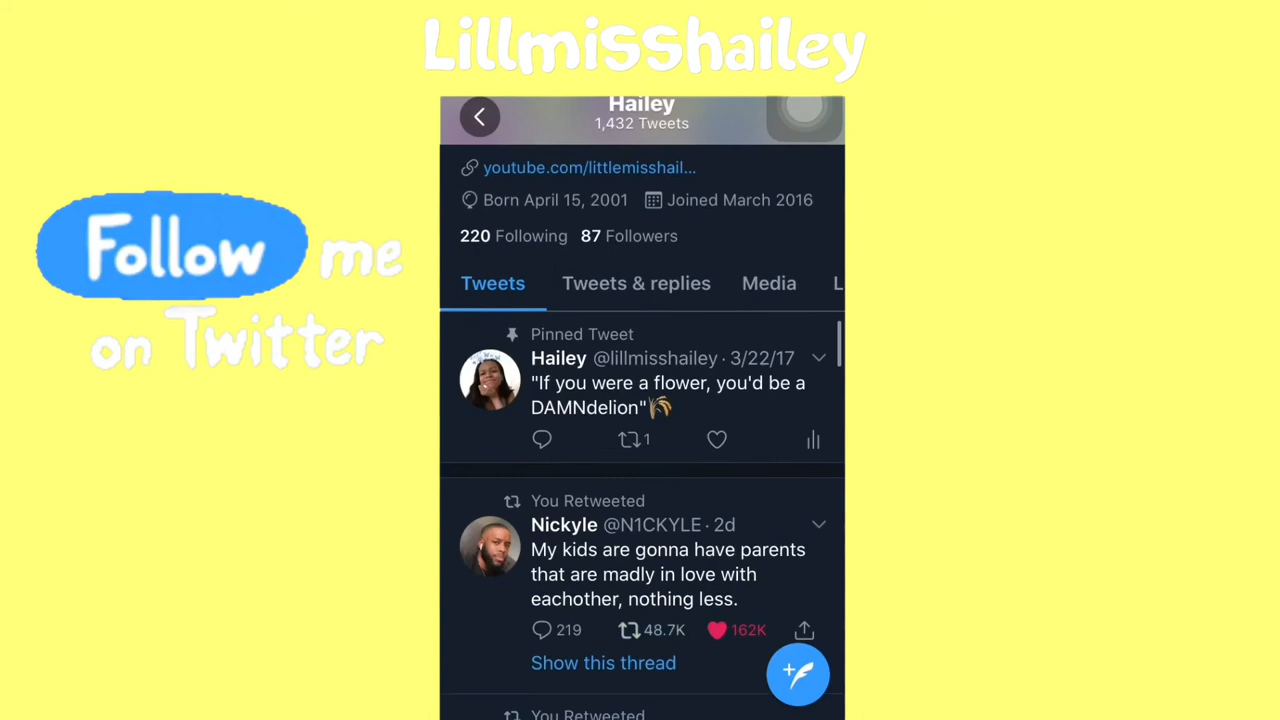 Lillmisshailey
Follow me
on Twitter
Hailey
1,432 Tweets
youtube.com/littlemisshail...
Born April 15, 2001 Joined March 2016
220 Following 87 Followers
Tweets Tweets & replies Media L
Pinned Tweet
Hailey @lillmisshailey · 3/22/17
"If you were a flower, you'd be a
DAMNdelion"🌾
1
You Retweeted
Nickyle @N1CKYLE · 2d
My kids are gonna have parents
that are madly in love with
eachother, nothing less.
219 48.7K 162K
Show this thread
You Retweeted